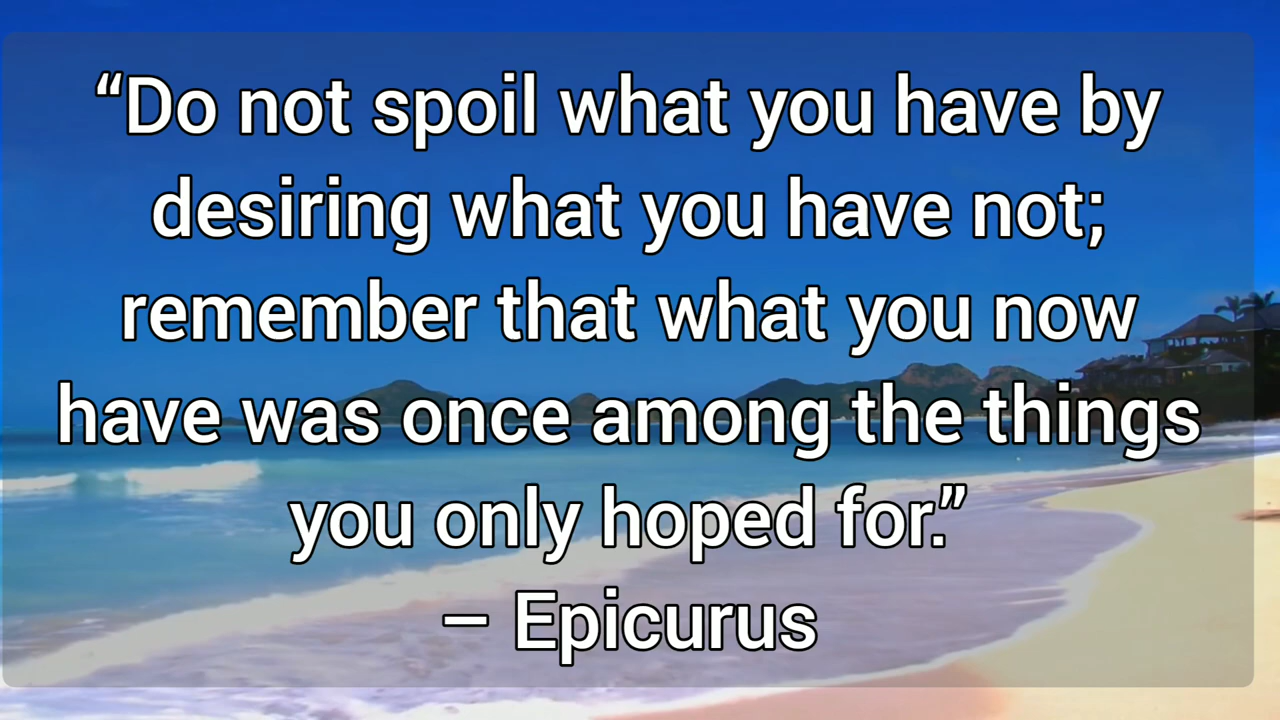 “Do not spoil what you have by
desiring what you have not;
remember that what you now
have was once among the things
you only hoped for.”
– Epicurus